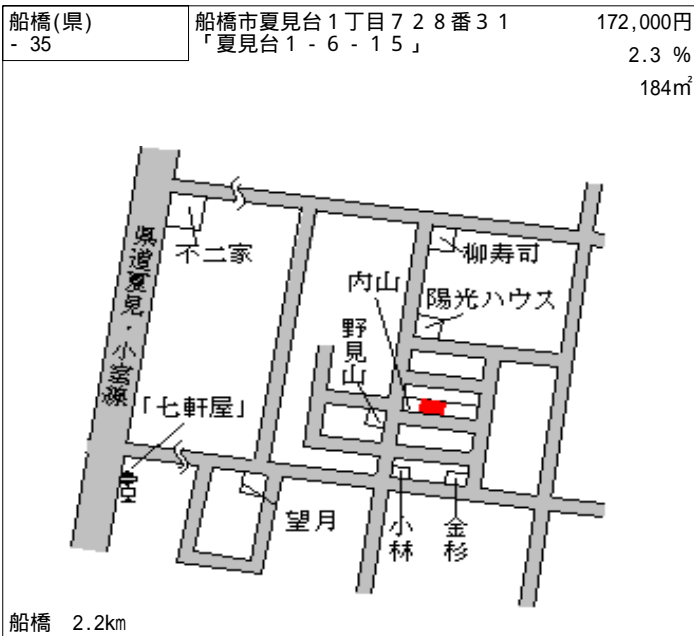 船橋(県)
- 35
船橋市夏見台１丁目７２８番３１
「夏見台１－６－１５」
172,000円
2.3 %
184㎡
県道夏見・小室線
不二家
柳寿司
内山
陽光ハウス
野見山
「七軒屋」
望月
小林
金杉
船橋 2.2km